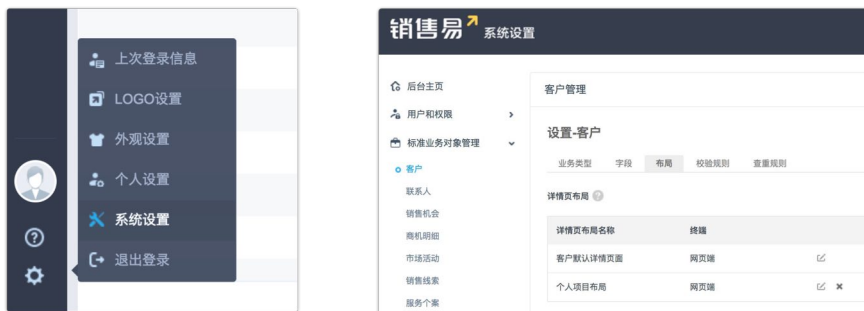 上次登录信息
LOGO设置
外观设置
个人设置
系统设置
退出登录
销售易 系统设置
后台主页
用户和权限
标准业务对象管理
客户
联系人
销售机会
商机明细
市场活动
销售线索
服务个案
客户管理
设置-客户
业务类型 字段 布局 校验规则 查重规则
详情页布局
详情页布局名称 终端
客户默认详情页面 网页端
个人项目布局 网页端